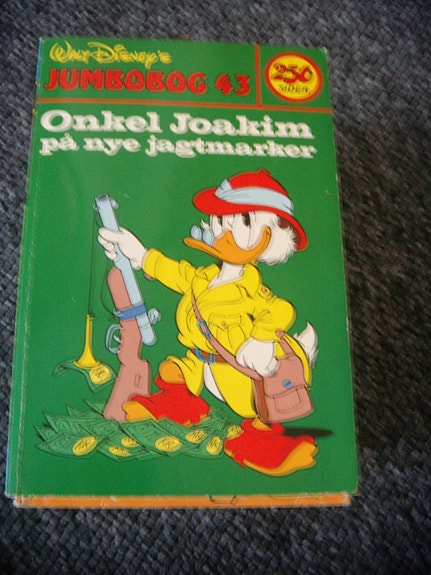 WALT DISNEY'S
JUMBOBOG 43
250
SIDER
Onkel Joakim
på nye jagtmarker